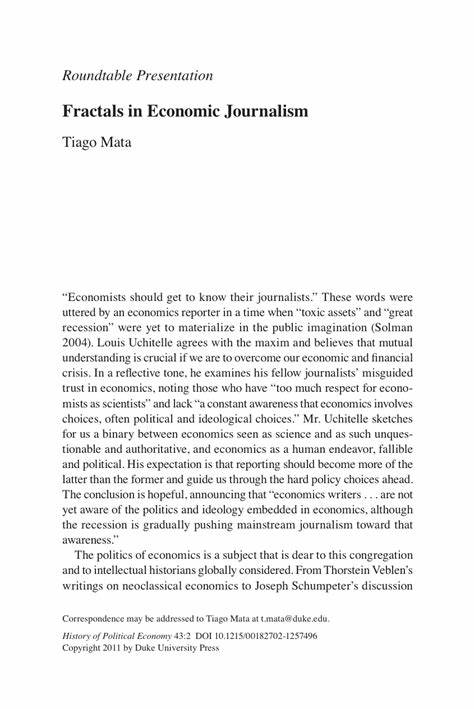 Roundtable Presentation
Fractals in Economic Journalism
Tiago Mata
“Economists should get to know their journalists.” These words were
uttered by an economics reporter in a time when “toxic assets” and “great
recession” were yet to materialize in the public imagination (Solman
2004). Louis Uchitelle agrees with the maxim and believes that mutual
understanding is crucial if we are to overcome our economic and financial
crisis. In a reflective tone, he examines his fellow journalists’ misguided
trust in economics, noting those who have “too much respect for econo-
mists as scientists” and lack “a constant awareness that economics involves
choices, often political and ideological choices.” Mr. Uchitelle sketches
for us a binary between economics seen as science and as such unques-
tionable and authoritative, and economics as a human endeavor, fallible
and political. His expectation is that reporting should become more of the
latter than the former and guide us through the hard policy choices ahead.
The conclusion is hopeful, announcing that “economics writers . . . are not
yet aware of the politics and ideology embedded in economics, although
the recession is gradually pushing mainstream journalism toward that
awareness.”
The politics of economics is a subject that is dear to this congregation
and to intellectual historians globally considered. From Thorstein Veblen’s
writings on neoclassical economics to Joseph Schumpeter’s discussion
Correspondence may be addressed to Tiago Mata at t.mata@duke.edu.
History of Political Economy 43:2 DOI 10.1215/00182702-1257496
Copyright 2011 by Duke University Press